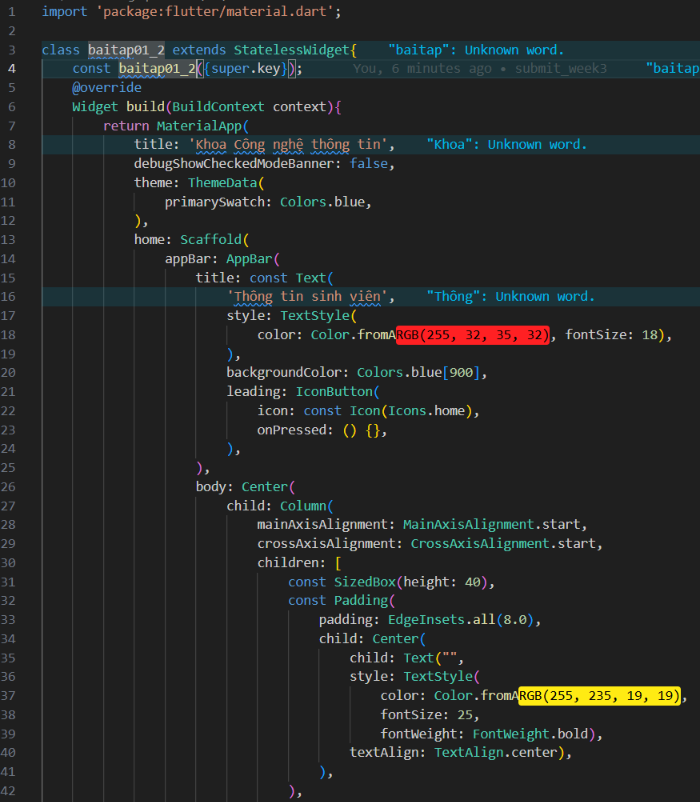 1 import 'package:flutter/material.dart';
2
3 class baitap01_2 extends StatelessWidget{ "baitap": Unknown word.
4 const baitap01_2({super.key}); You, 6 minutes ago • submit_week3 "baitap
5 @override
6 Widget build(BuildContext context){
7 return MaterialApp(
8 title: 'Khoa Công nghệ thông tin', "Khoa": Unknown word.
9 debugShowCheckedModeBanner: false,
10 theme: ThemeData(
11 primarySwatch: Colors.blue,
12 ),
13 home: Scaffold(
14 appBar: AppBar(
15 title: const Text(
16 'Thông tin sinh viên', "Thông": Unknown word.
17 style: TextStyle(
18 color: Color.fromARGB(255, 32, 35, 32), fontSize: 18),
19 ),
20 backgroundColor: Colors.blue[900],
21 leading: IconButton(
22 icon: const Icon(Icons.home),
23 onPressed: () {},
24 ),
25 ),
26 body: Center(
27 child: Column(
28 mainAxisAlignment: MainAxisAlignment.start,
29 crossAxisAlignment: CrossAxisAlignment.start,
30 children: [
31 const SizedBox(height: 40),
32 const Padding(
33 padding: EdgeInsets.all(8.0),
34 child: Center(
35 child: Text("",
36 style: TextStyle(
37 color: Color.fromARGB(255, 235, 19, 19),
38 fontSize: 25,
39 fontWeight: FontWeight.bold),
40 textAlign: TextAlign.center),
41 ),
42 ),